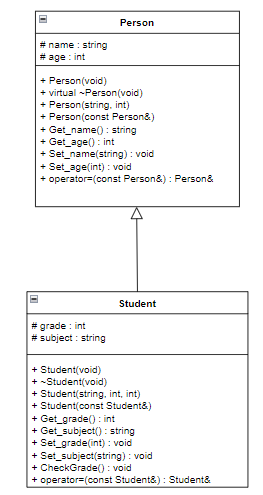 Person
# name : string
# age : int
+ Person(void)
+ virtual ~Person(void)
+ Person(string, int)
+ Person(const Person&)
+ Get_name() : string
+ Get_age() : int
+ Set_name(string) : void
+ Set_age(int) : void
+ operator=(const Person&) : Person&
Student
# grade : int
# subject : string
+ Student(void)
+ ~Student(void)
+ Student(string, int, int)
+ Student(const Student&)
+ Get_grade() : int
+ Get_subject() : string
+ Set_grade(int) : void
+ Set_subject(string) : void
+ CheckGrade() : void
+ operator=(const Student&) : Student&